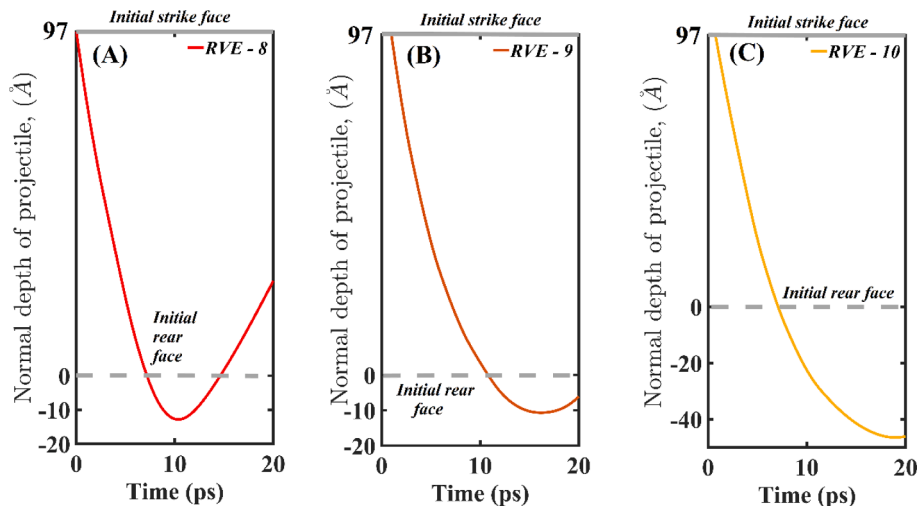 Initial strike face
97
(A)
RVE - 8
Normal depth of projectile, (Å)
Initial
rear
face
0
-10
-20
0
10
20
Time (ps)
Initial strike face
97
(B)
RVE - 9
Normal depth of projectile, (Å)
0
Initial rear
face
-10
-20
0
10
20
Time (ps)
Initial strike face
97
(C)
RVE - 10
Normal depth of projectile, (Å)
Initial rear face
0
-20
-40
0
10
20
Time (ps)